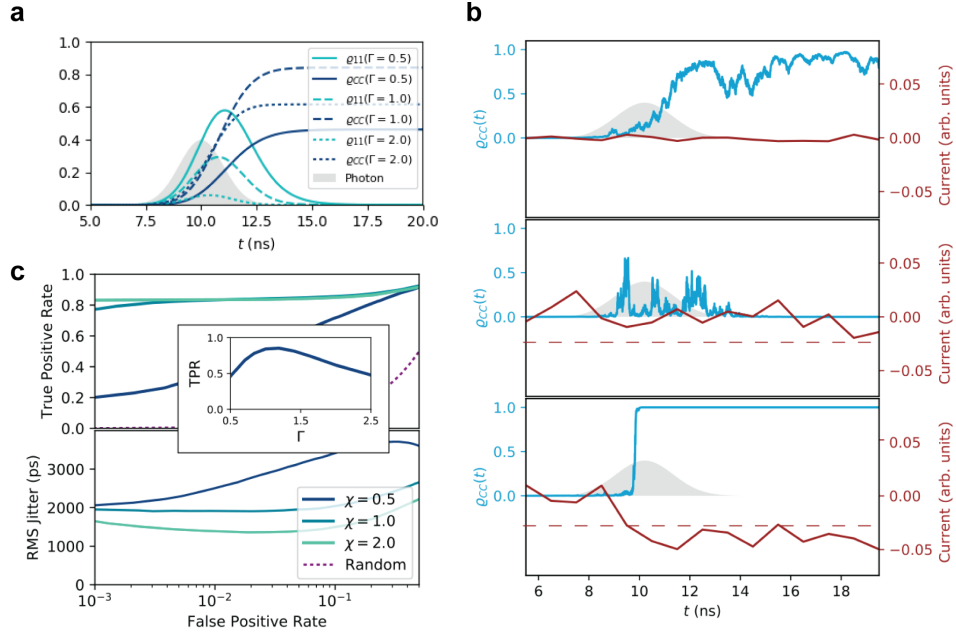 a
1.0
0.8
0.6
0.4
0.2
0.0
5.0 7.5 10.0 12.5 15.0 17.5 20.0
t (ns)
ϱ11(Γ = 0.5)
ϱCC(Γ = 0.5)
ϱ11(Γ = 1.0)
ϱCC(Γ = 1.0)
ϱ11(Γ = 2.0)
ϱCC(Γ = 2.0)
Photon
c
True Positive Rate
1.0
0.8
0.6
0.4
0.2
0.0
TPR
1.0
0.5
0.0
0.5 1.5 2.5
Γ
RMS Jitter (ps)
3000
2000
1000
0
χ = 0.5
χ = 1.0
χ = 2.0
Random
10⁻³ 10⁻² 10⁻¹
False Positive Rate
b
ϱCC(t)
1.0
0.5
0.0
0.05
0.00
−0.05
Current (arb. units)
ϱCC(t)
1.0
0.5
0.0
0.05
0.00
−0.05
Current (arb. units)
ϱCC(t)
1.0
0.5
0.0
0.05
0.00
−0.05
Current (arb. units)
6 8 10 12 14 16 18
t (ns)